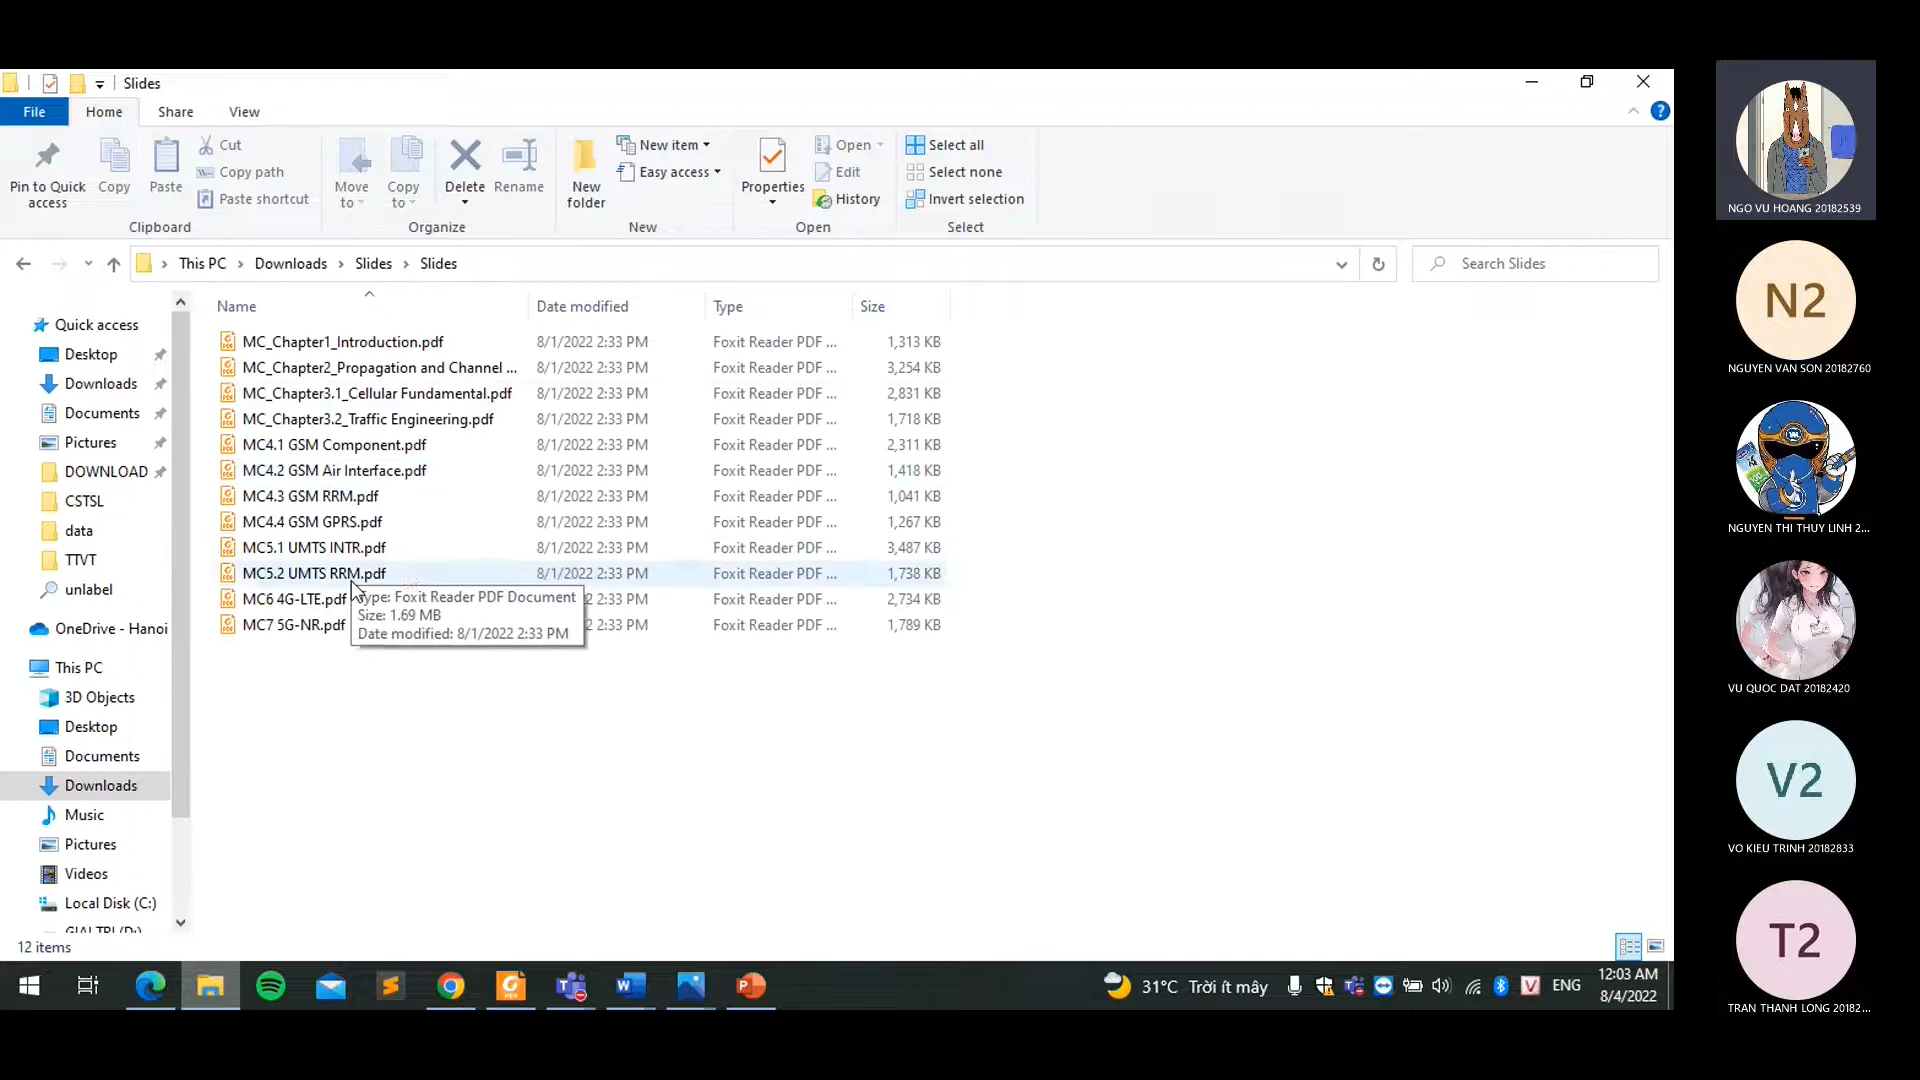 Slides
File Home Share View
Pin to Quick access
Copy
Paste
Cut
Copy path
Paste shortcut
Clipboard
Move to
Copy to
Delete
Rename
Organize
New folder
New item
Easy access
New
Properties
Open
Edit
History
Open
Select all
Select none
Invert selection
Select
This PC > Downloads > Slides > Slides
Search Slides
Quick access
Desktop
Downloads
Documents
Pictures
DOWNLOAD
CSTSL
data
TTVT
unlabel
OneDrive - Hanoi
This PC
3D Objects
Desktop
Documents
Downloads
Music
Pictures
Videos
Local Disk (C:)
Name Date modified Type Size
MC_Chapter1_Introduction.pdf 8/1/2022 2:33 PM Foxit Reader PDF ... 1,313 KB
MC_Chapter2_Propagation and Channel ... 8/1/2022 2:33 PM Foxit Reader PDF ... 3,254 KB
MC_Chapter3.1_Cellular Fundamental.pdf 8/1/2022 2:33 PM Foxit Reader PDF ... 2,831 KB
MC_Chapter3.2_Traffic Engineering.pdf 8/1/2022 2:33 PM Foxit Reader PDF ... 1,718 KB
MC4.1 GSM Component.pdf 8/1/2022 2:33 PM Foxit Reader PDF ... 2,311 KB
MC4.2 GSM Air Interface.pdf 8/1/2022 2:33 PM Foxit Reader PDF ... 1,418 KB
MC4.3 GSM RRM.pdf 8/1/2022 2:33 PM Foxit Reader PDF ... 1,041 KB
MC4.4 GSM GPRS.pdf 8/1/2022 2:33 PM Foxit Reader PDF ... 1,267 KB
MC5.1 UMTS INTR.pdf 8/1/2022 2:33 PM Foxit Reader PDF ... 3,487 KB
MC5.2 UMTS RRM.pdf 8/1/2022 2:33 PM Foxit Reader PDF ... 1,738 KB
MC6 4G-LTE.pdf 2 2:33 PM Foxit Reader PDF ... 2,734 KB
MC7 5G-NR.pdf 2:33 PM Foxit Reader PDF ... 1,789 KB
Type: Foxit Reader PDF Document
Size: 1.69 MB
Date modified: 8/1/2022 2:33 PM
12 items
31°C Trời ít mây
ENG
12:03 AM
8/4/2022
NGO VU HOANG 20182539
N2
NGUYEN VAN SON 20182760
NGUYEN THI THUY LINH 2...
VU QUOC DAT 20182420
V2
VO KIEU TRINH 20182833
T2
TRAN THANH LONG 20182...